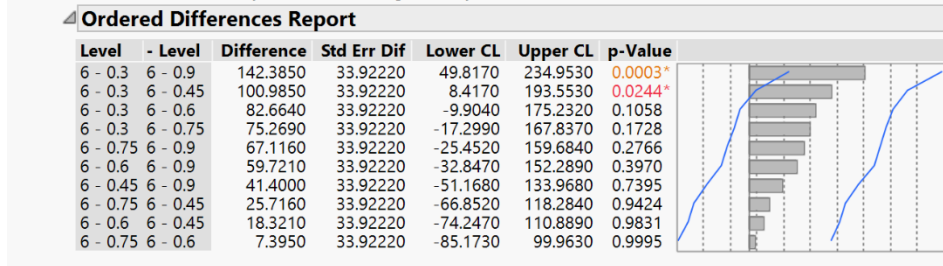 Ordered Differences Report
Level - Level Difference Std Err Dif Lower CL Upper CL p-Value
6 - 0.3 6 - 0.9 142.3850 33.92220 49.8170 234.9530 0.0003*
6 - 0.3 6 - 0.45 100.9850 33.92220 8.4170 193.5530 0.0244*
6 - 0.3 6 - 0.6 82.6640 33.92220 -9.9040 175.2320 0.1058
6 - 0.3 6 - 0.75 75.2690 33.92220 -17.2990 167.8370 0.1728
6 - 0.75 6 - 0.9 67.1160 33.92220 -25.4520 159.6840 0.2766
6 - 0.6 6 - 0.9 59.7210 33.92220 -32.8470 152.2890 0.3970
6 - 0.45 6 - 0.9 41.4000 33.92220 -51.1680 133.9680 0.7395
6 - 0.75 6 - 0.45 25.7160 33.92220 -66.8520 118.2840 0.9424
6 - 0.6 6 - 0.45 18.3210 33.92220 -74.2470 110.8890 0.9831
6 - 0.75 6 - 0.6 7.3950 33.92220 -85.1730 99.9630 0.9995